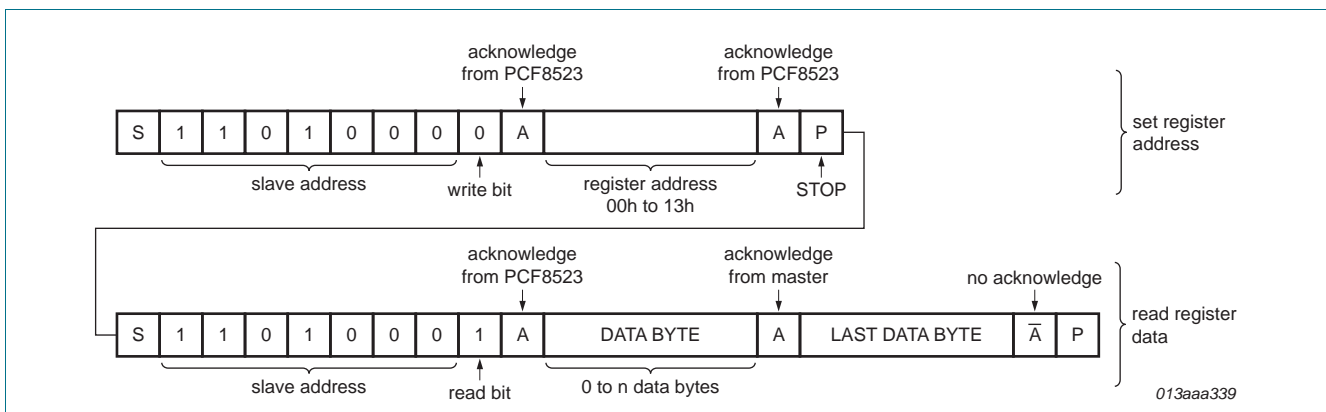 acknowledge
from PCF8523
acknowledge
from PCF8523
S 1 1 0 1 0 0 0 0 A A P
set register
address
slave address
write bit
register address
00h to 13h
STOP
acknowledge
from PCF8523
acknowledge
from master
no acknowledge
S 1 1 0 1 0 0 0 1 A DATA BYTE A LAST DATA BYTE A̅ P
read register
data
slave address
read bit
0 to n data bytes
013aaa339